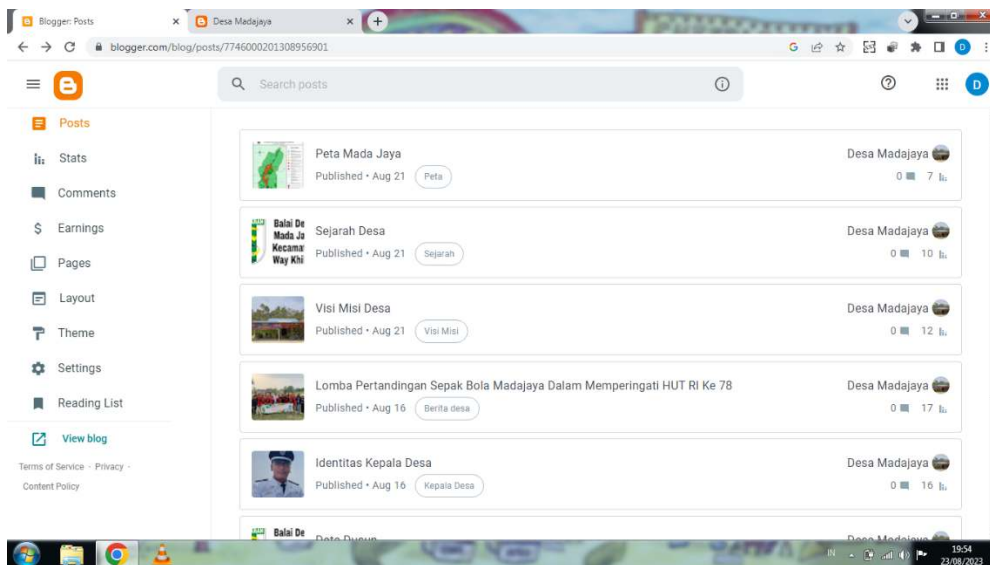 Blogger: Posts
Desa Madajaya
blogger.com/blog/posts/7746000201308956901
Search posts
Posts
Stats
Comments
Earnings
Pages
Layout
Theme
Settings
Reading List
View blog
Terms of Service · Privacy ·
Content Policy
Peta Mada Jaya
Published • Aug 21 Peta
Desa Madajaya
0 7
Balai De
Mada Ja
Kecama
Way Khi
Sejarah Desa
Published • Aug 21 Sejarah
Desa Madajaya
0 10
Visi Misi Desa
Published • Aug 21 Visi Misi
Desa Madajaya
0 12
Lomba Pertandingan Sepak Bola Madajaya Dalam Memperingati HUT RI Ke 78
Published • Aug 16 Berita desa
Desa Madajaya
0 17
Identitas Kepala Desa
Published • Aug 16 Kepala Desa
Desa Madajaya
0 16
Balai De
Data Dusun
Desa Madajaya
IN
19:54
23/08/2023